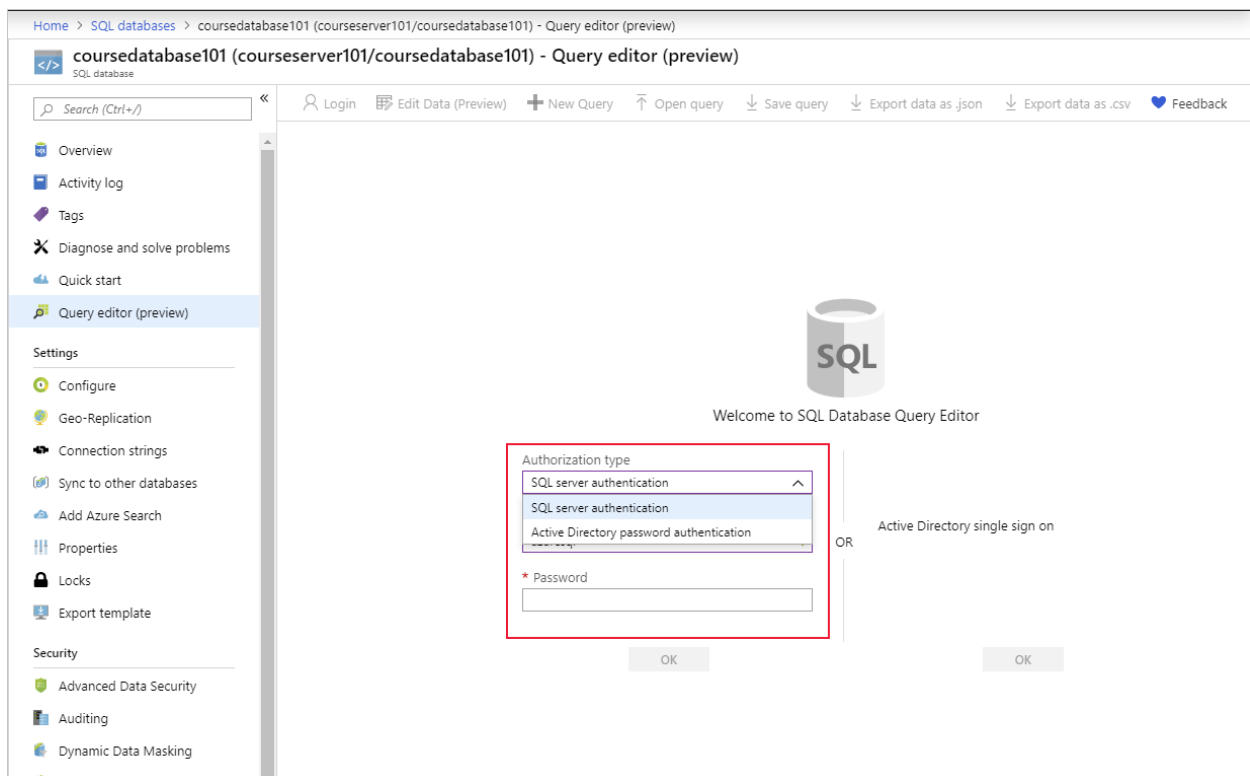 Home > SQL databases > coursedatabase101 (courseserver101/coursedatabase101) - Query editor (preview)
coursedatabase101 (courseserver101/coursedatabase101) - Query editor (preview)
SQL database
Search (Ctrl+/)
«
Login
Edit Data (Preview)
New Query
Open query
Save query
Export data as .json
Export data as .csv
Feedback
Overview
Activity log
Tags
Diagnose and solve problems
Quick start
Query editor (preview)
Settings
Configure
Geo-Replication
Connection strings
Sync to other databases
Add Azure Search
Properties
Locks
Export template
Security
Advanced Data Security
Auditing
Dynamic Data Masking
SQL
Welcome to SQL Database Query Editor
Authorization type
SQL server authentication
SQL server authentication
Active Directory password authentication
* Password
OK
OR
Active Directory single sign on
OK